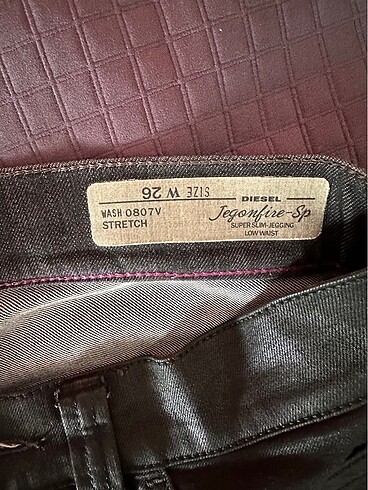 SIZE W 26
DIESEL
WASH 0807V
STRETCH
Jegonfire-Sp
SUPER SLIM-JEGGING
LOW WAIST